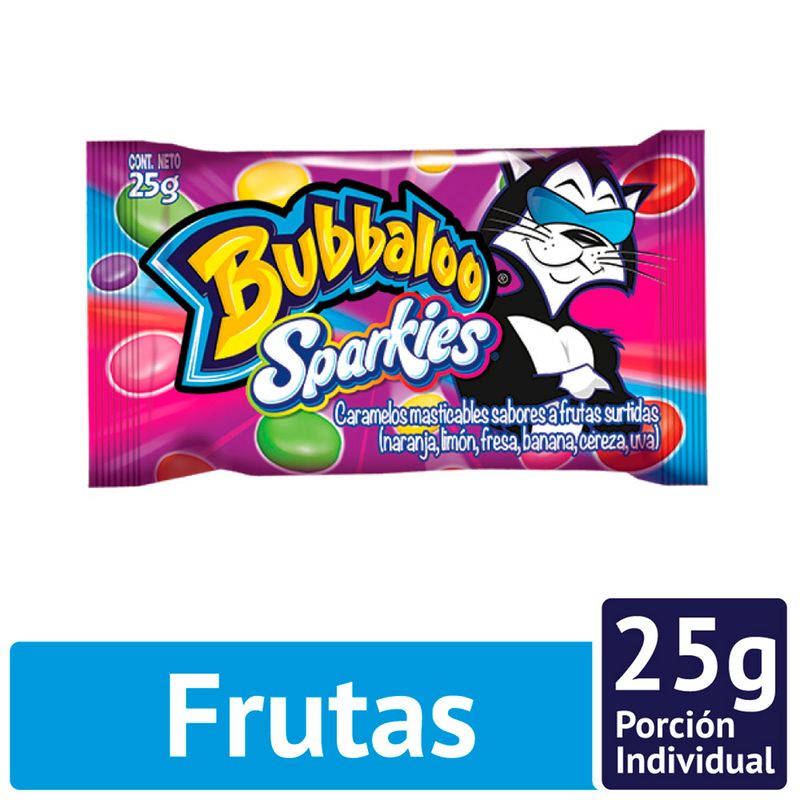 CONT. NETO
25g
Bubbaloo®
Sparkies
Caramelos masticables sabores a frutas surtidas
(naranja, limón, fresa, banana, cereza, uva)
Frutas
25g
Porción
Individual